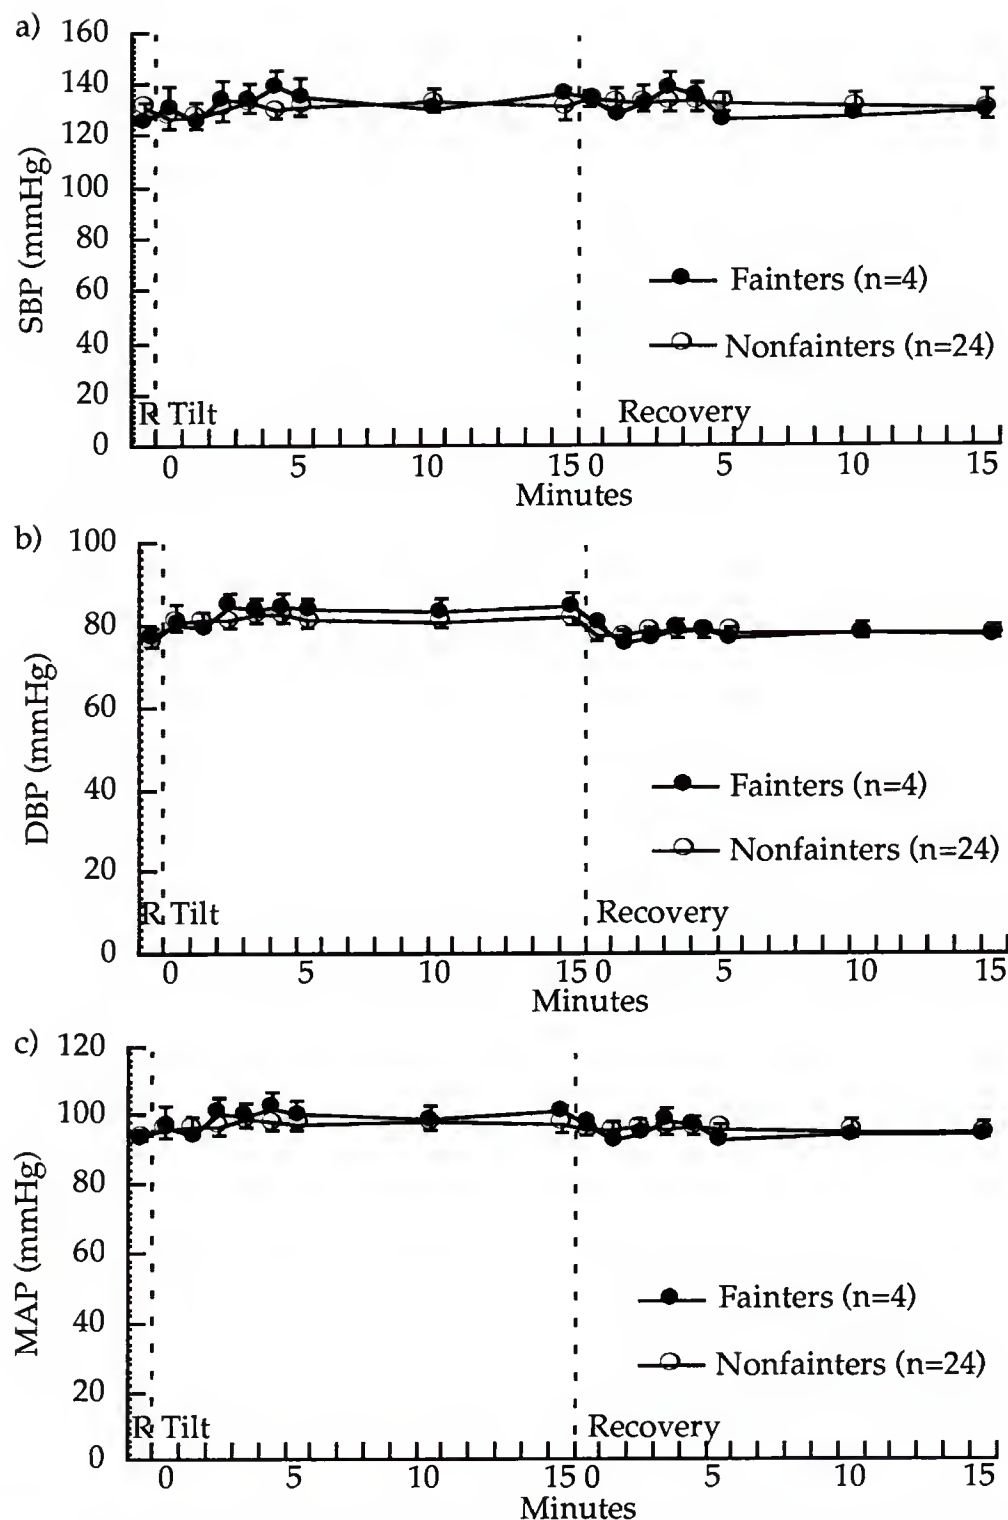 a) 160
140
120
100
80
60
40
20
0
SBP (mmHg)
Fainters (n=4)
Nonfainters (n=24)
R Tilt
Recovery
0 5 10 15 0 5 10 15
Minutes
b) 100
80
60
40
20
0
DBP (mmHg)
Fainters (n=4)
Nonfainters (n=24)
R Tilt
Recovery
0 5 10 15 0 5 10 15
Minutes
c) 120
100
80
60
40
20
0
MAP (mmHg)
Fainters (n=4)
Nonfainters (n=24)
R Tilt
Recovery
0 5 10 15 0 5 10 15
Minutes